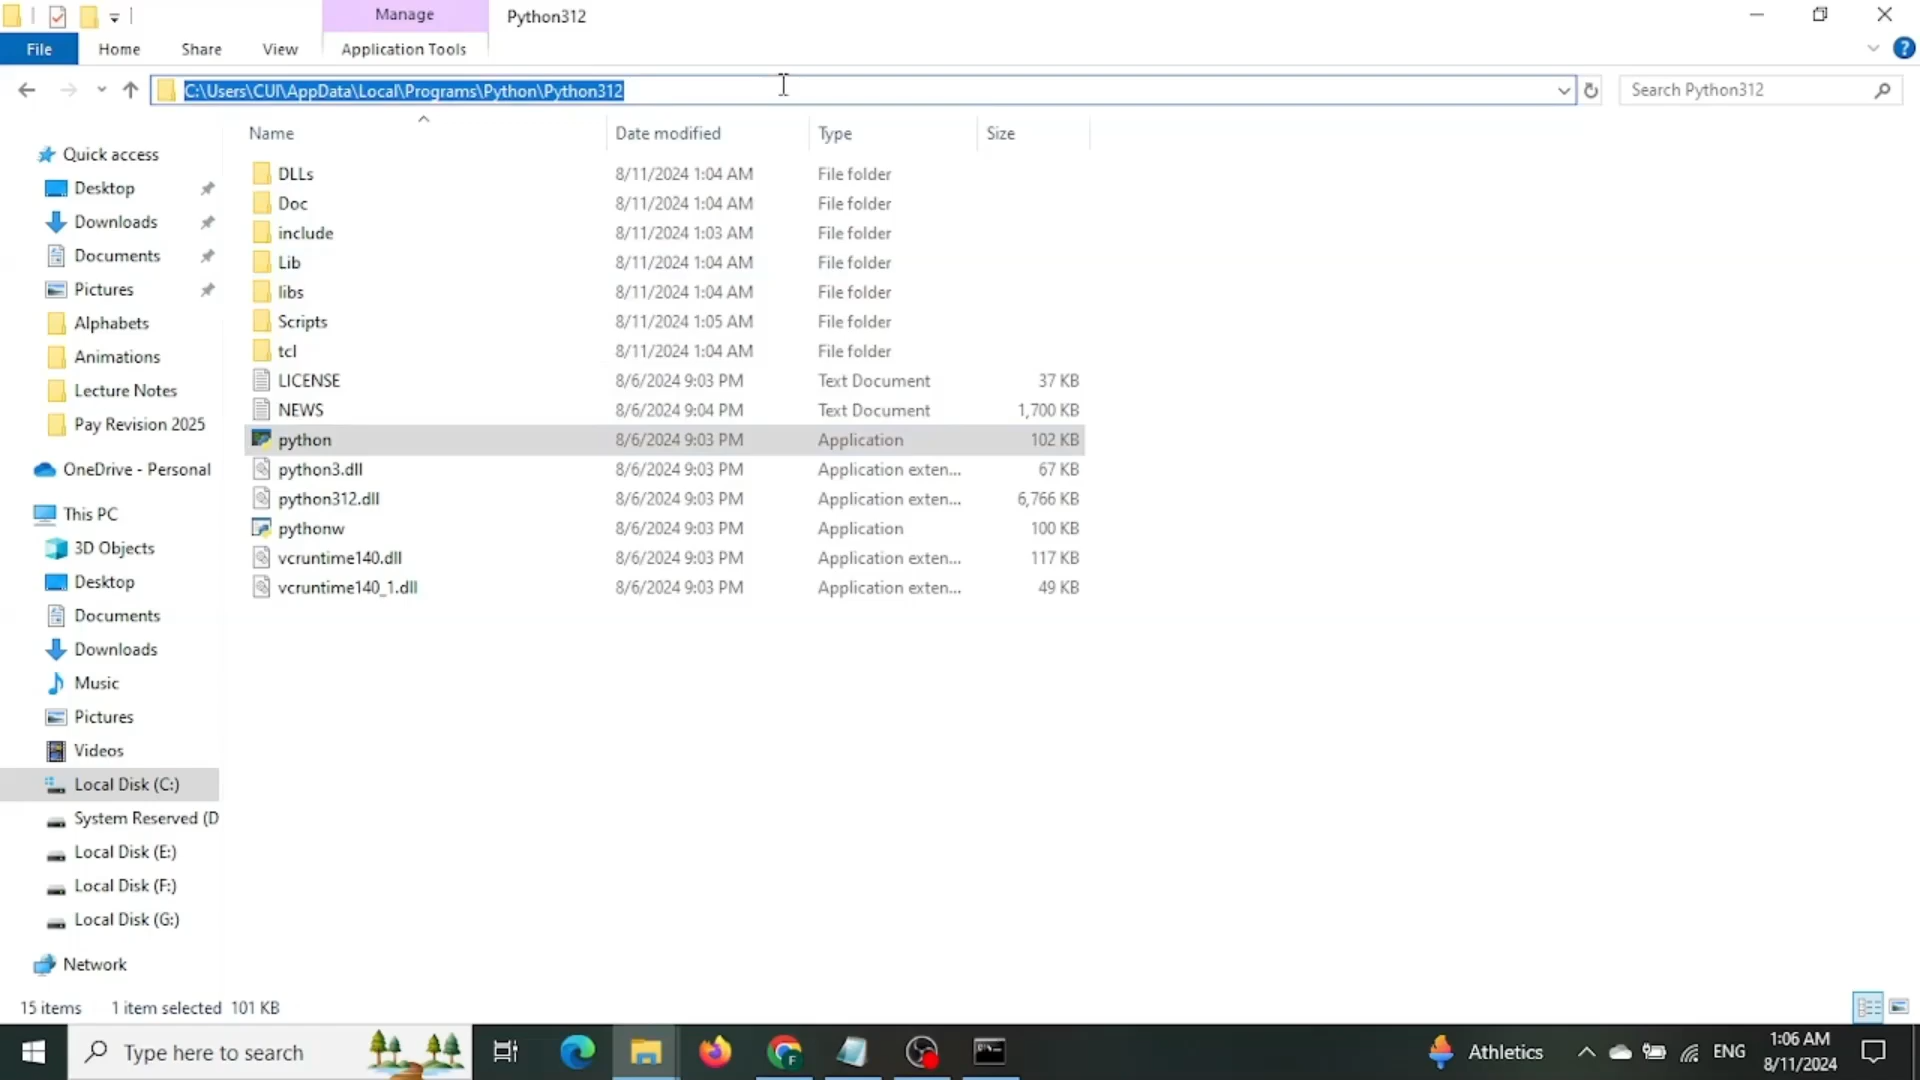 Manage
Python312
File
Home
Share
View
Application Tools
C:\Users\CUI\AppData\Local\Programs\Python\Python312
Search Python312
Name
Date modified
Type
Size
Quick access
Desktop
Downloads
Documents
Pictures
Alphabets
Animations
Lecture Notes
Pay Revision 2025
OneDrive - Personal
This PC
3D Objects
Desktop
Documents
Downloads
Music
Pictures
Videos
Local Disk (C:)
System Reserved (D
Local Disk (E:)
Local Disk (F:)
Local Disk (G:)
Network
DLLs 8/11/2024 1:04 AM File folder
Doc 8/11/2024 1:04 AM File folder
include 8/11/2024 1:03 AM File folder
Lib 8/11/2024 1:04 AM File folder
libs 8/11/2024 1:04 AM File folder
Scripts 8/11/2024 1:05 AM File folder
tcl 8/11/2024 1:04 AM File folder
LICENSE 8/6/2024 9:03 PM Text Document 37 KB
NEWS 8/6/2024 9:04 PM Text Document 1,700 KB
python 8/6/2024 9:03 PM Application 102 KB
python3.dll 8/6/2024 9:03 PM Application exten... 67 KB
python312.dll 8/6/2024 9:03 PM Application exten... 6,766 KB
pythonw 8/6/2024 9:03 PM Application 100 KB
vcruntime140.dll 8/6/2024 9:03 PM Application exten... 117 KB
vcruntime140_1.dll 8/6/2024 9:03 PM Application exten... 49 KB
15 items 1 item selected 101 KB
Type here to search
Athletics
ENG
1:06 AM
8/11/2024